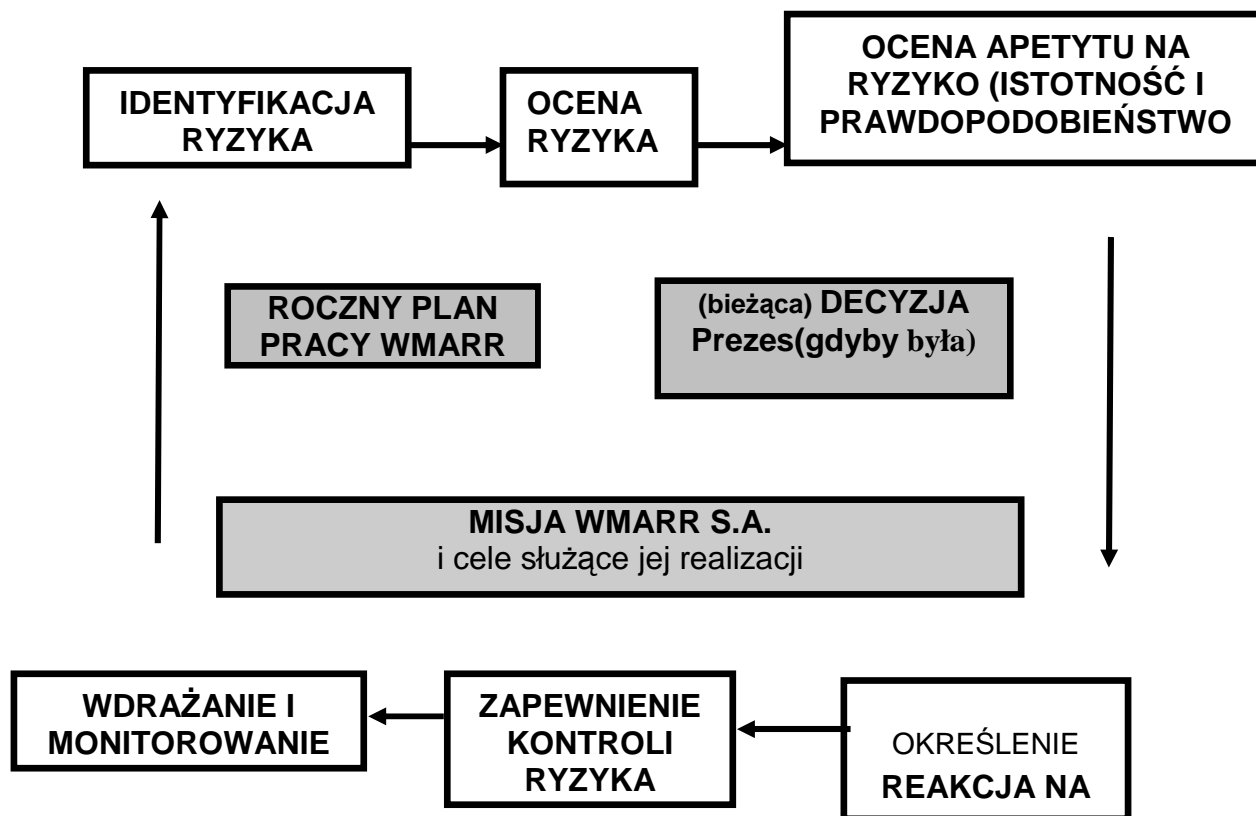 IDENTYFIKACJA
RYZYKA
OCENA
RYZYKA
OCENA APETYTU NA
RYZYKO (ISTOTNOŚĆ I
PRAWDOPODOBIEŃSTWO
ROCZNY PLAN
PRACY WMARR
(bieżąca) DECYZJA
Prezes(gdyby była)
MISJA WMARR S.A.
i cele służące jej realizacji
WDRAŻANIE I
MONITOROWANIE
ZAPEWNIENIE
KONTROLI
RYZYKA
OKREŚLENIE
REAKCJA NA